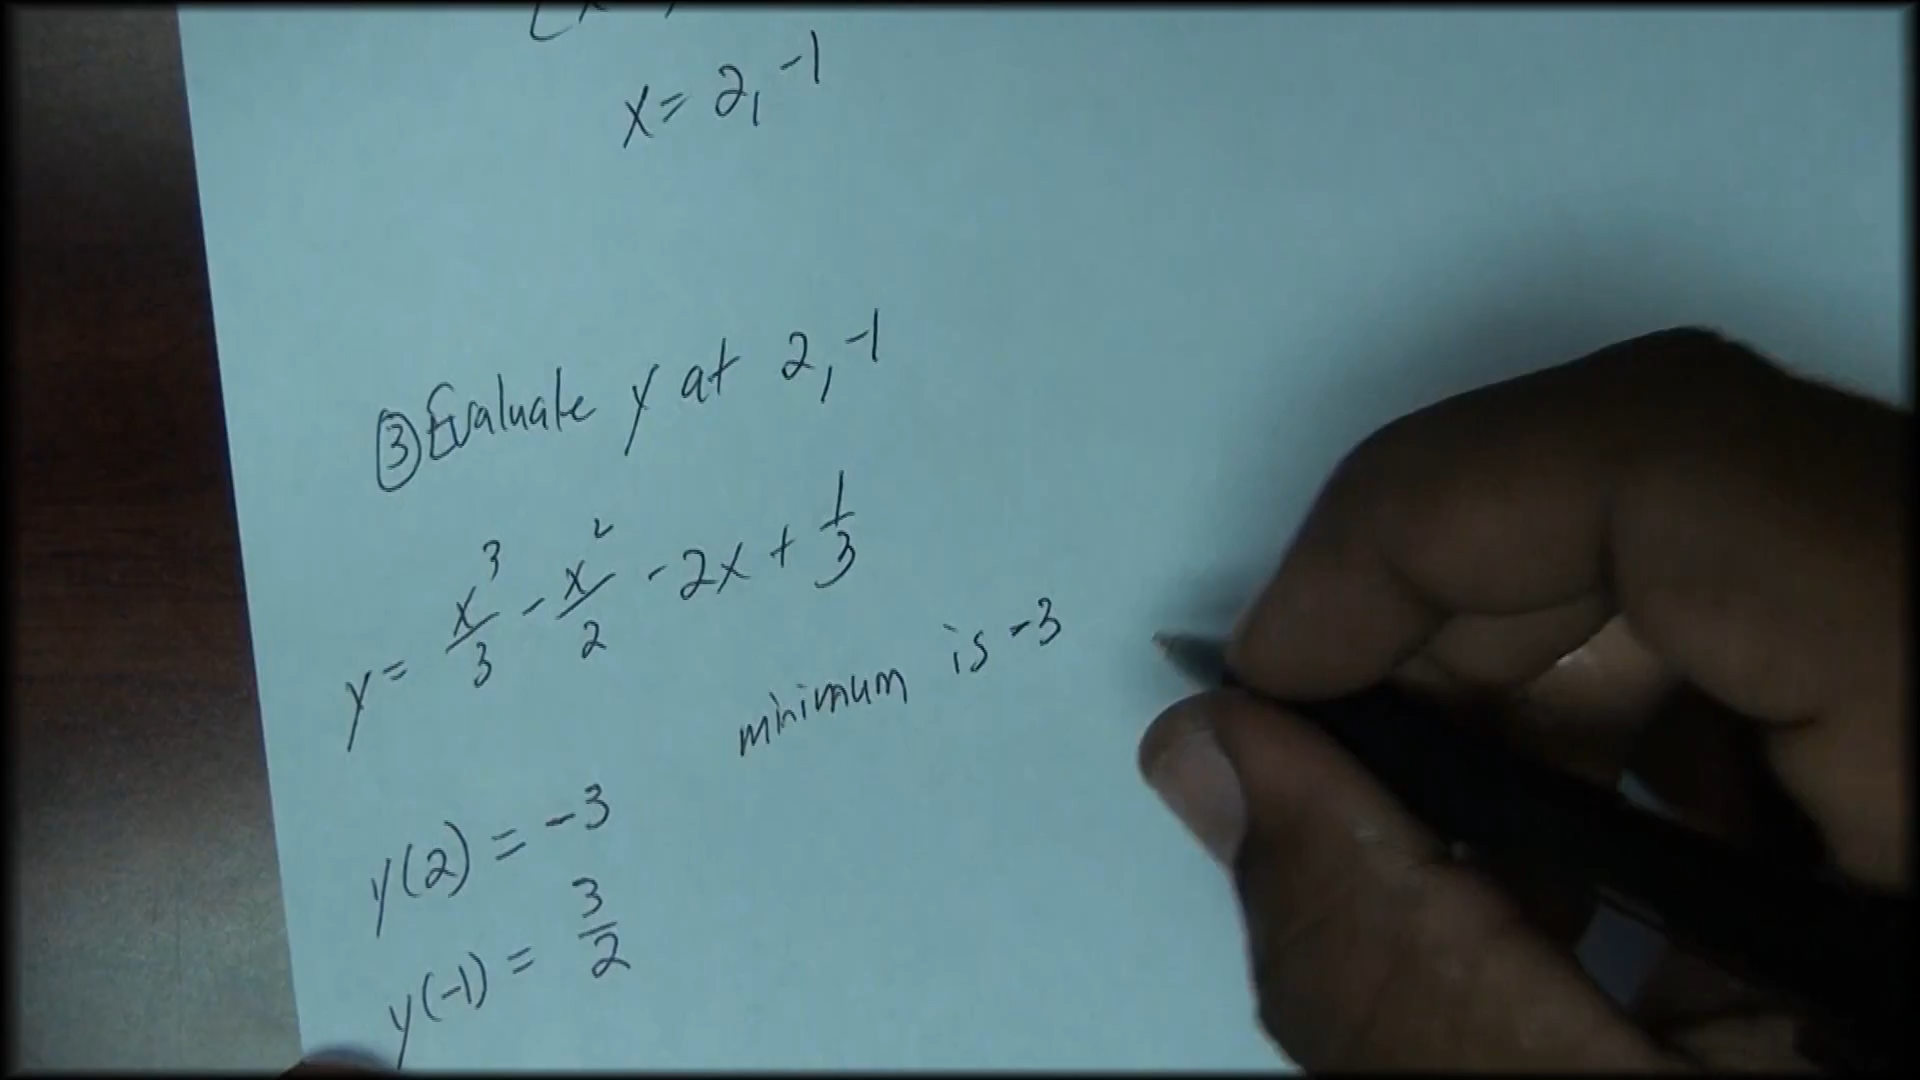 x = 2, -1
③ Evaluate y at 2, -1
y = x³/3 - x²/2 - 2x + 1/3
minimum is -3
y(2) = -3
y(-1) = 3/2